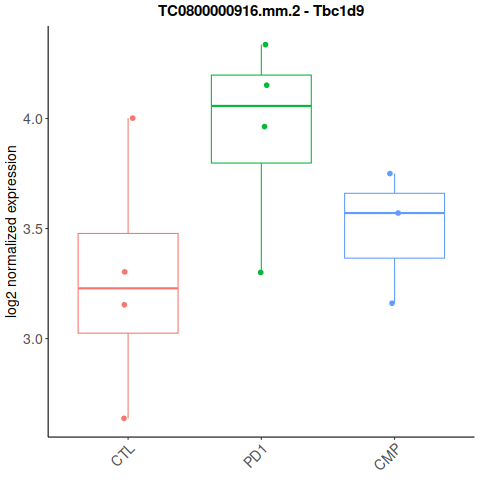 TC0800000916.mm.2 - Tbc1d9
log2 normalized expression
4.0
3.5
3.0
CTL
PD1
CMP